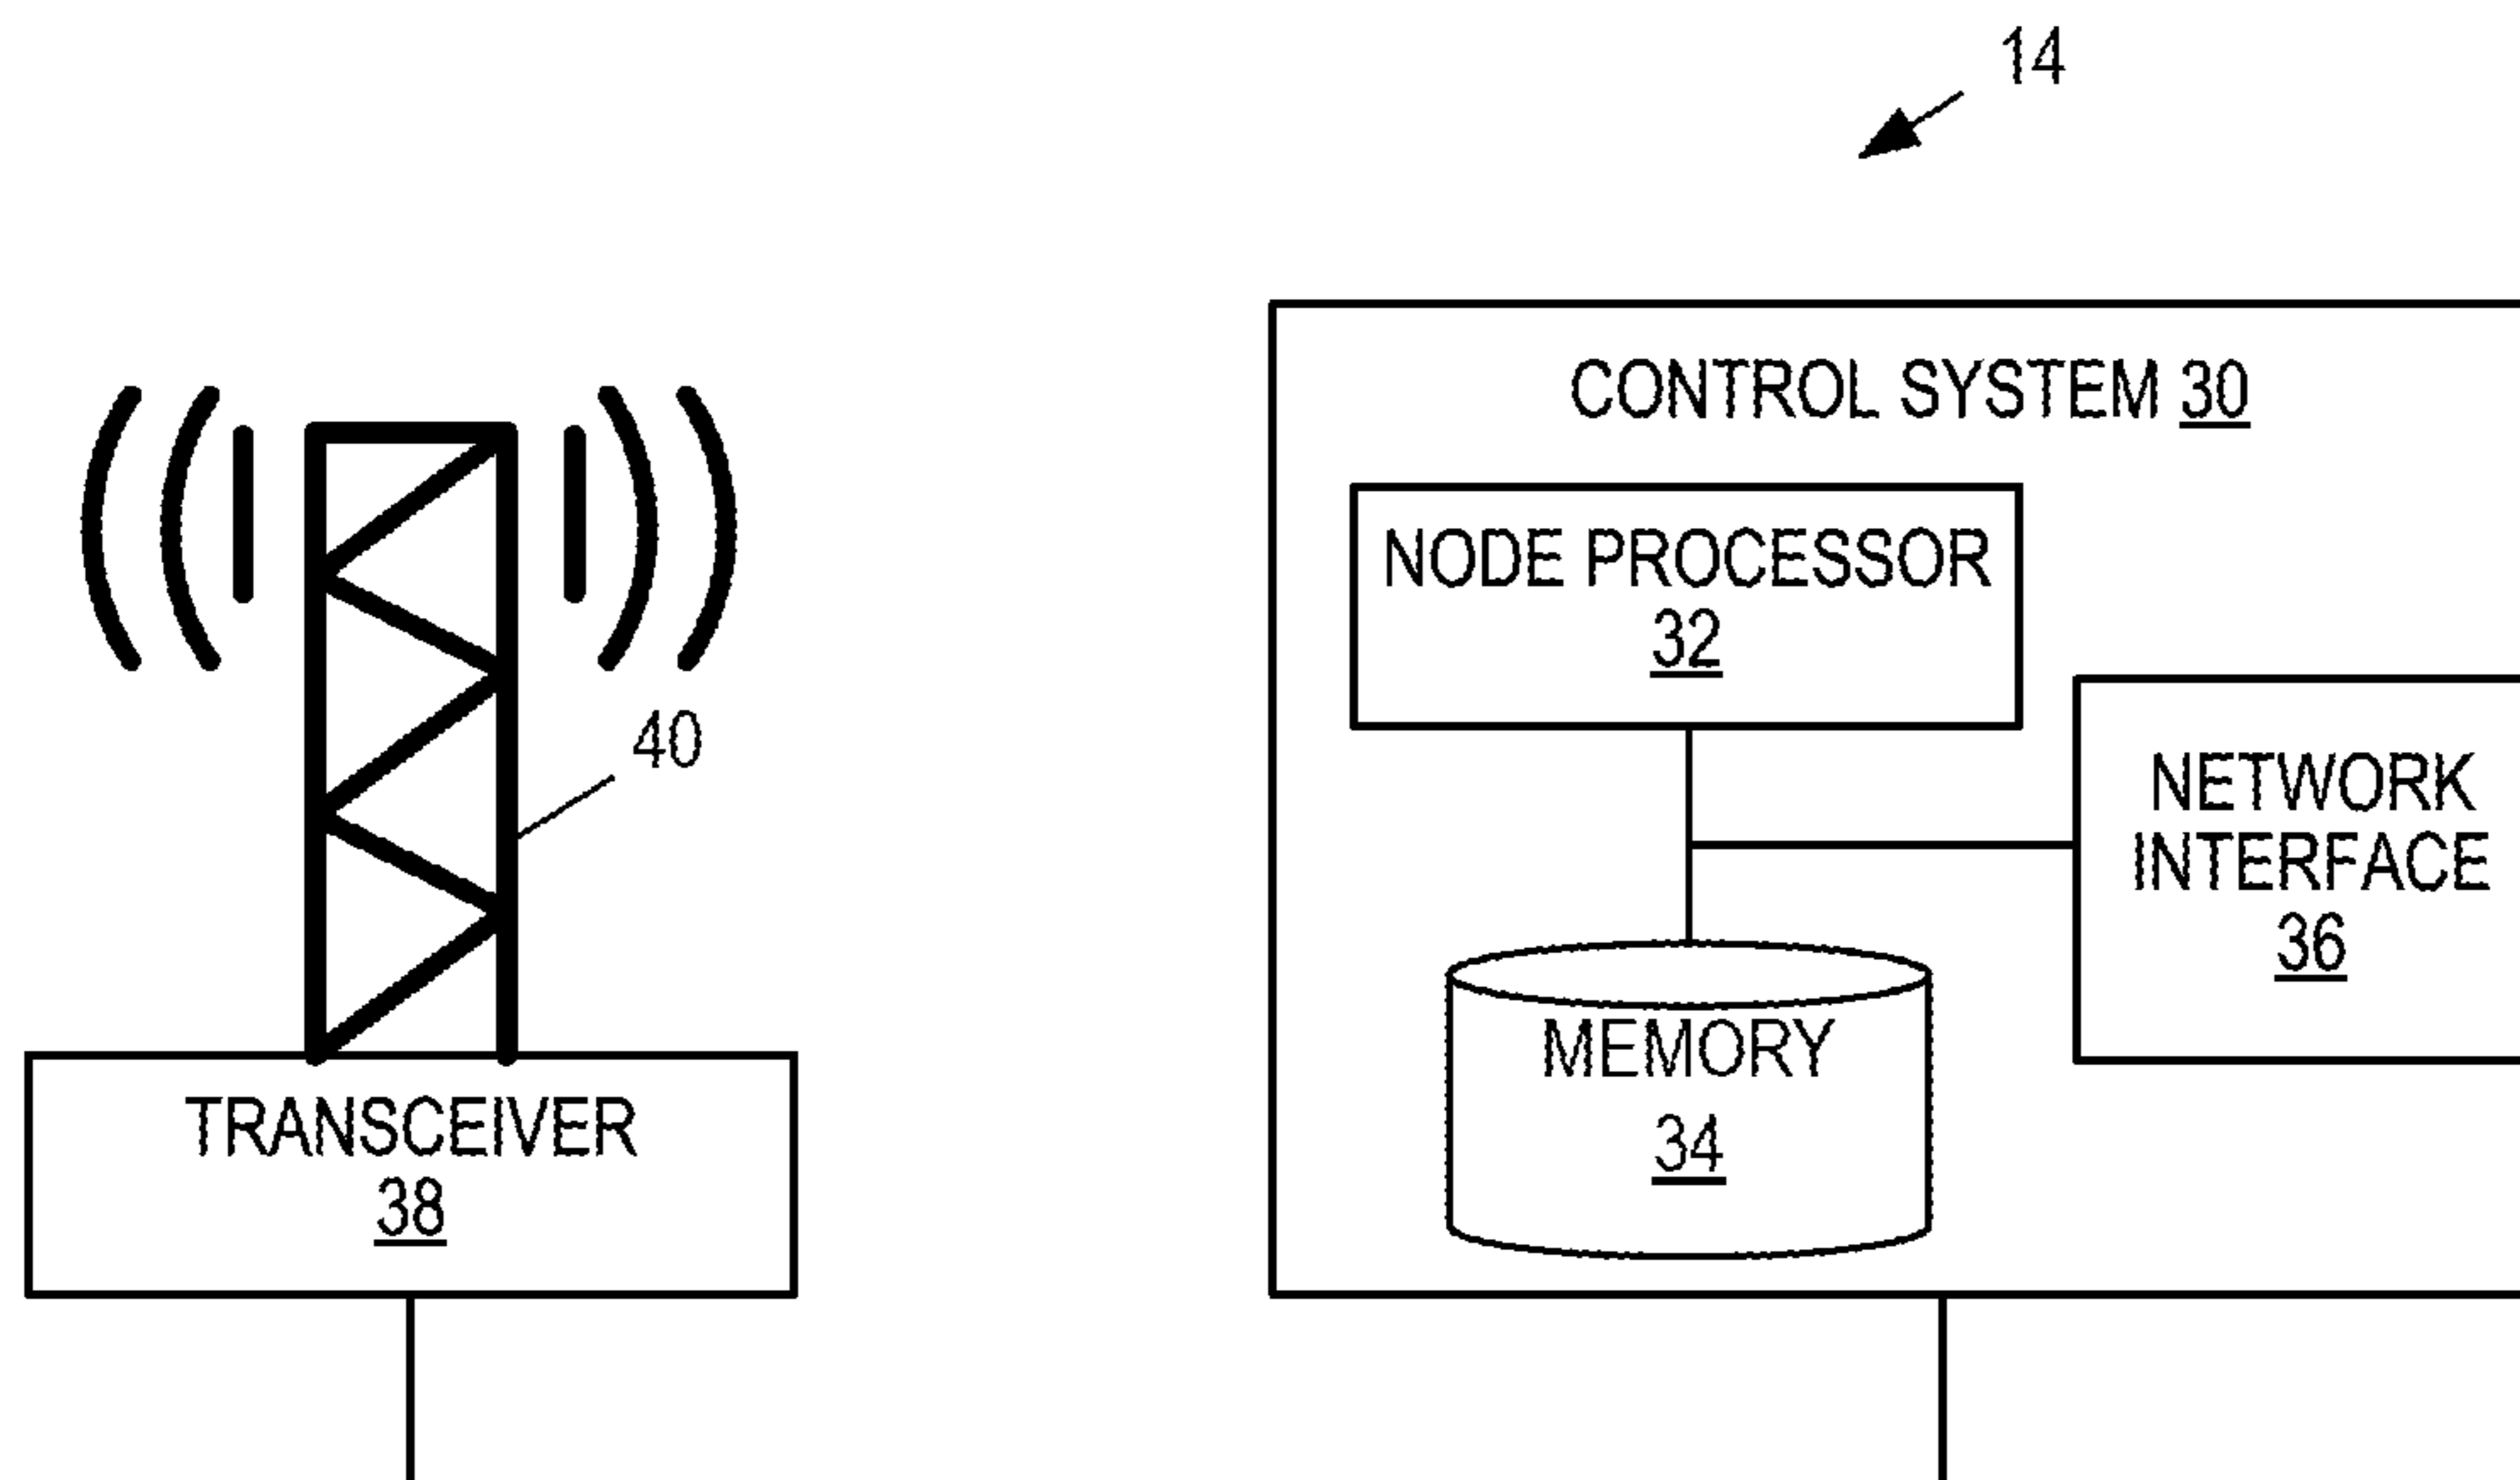 14
CONTROL SYSTEM 30
NODE PROCESSOR
32
40
NETWORK
INTERFACE
36
MEMORY
34
TRANSCEIVER
38